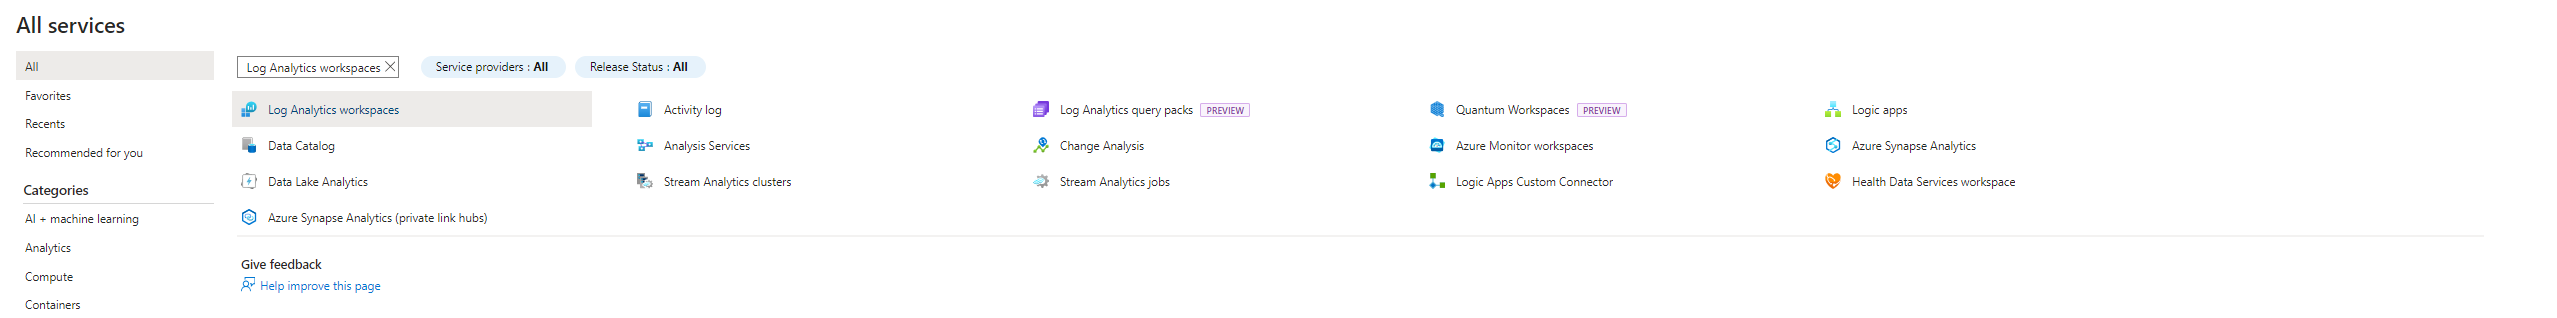 All services
All
Favorites
Recents
Recommended for you
Categories
AI + machine learning
Analytics
Compute
Containers
Log Analytics workspaces
Service providers : All
Release Status : All
Log Analytics workspaces
Activity log
Log Analytics query packs PREVIEW
Quantum Workspaces PREVIEW
Logic apps
Data Catalog
Analysis Services
Change Analysis
Azure Monitor workspaces
Azure Synapse Analytics
Data Lake Analytics
Stream Analytics clusters
Stream Analytics jobs
Logic Apps Custom Connector
Health Data Services workspace
Azure Synapse Analytics (private link hubs)
Give feedback
Help improve this page